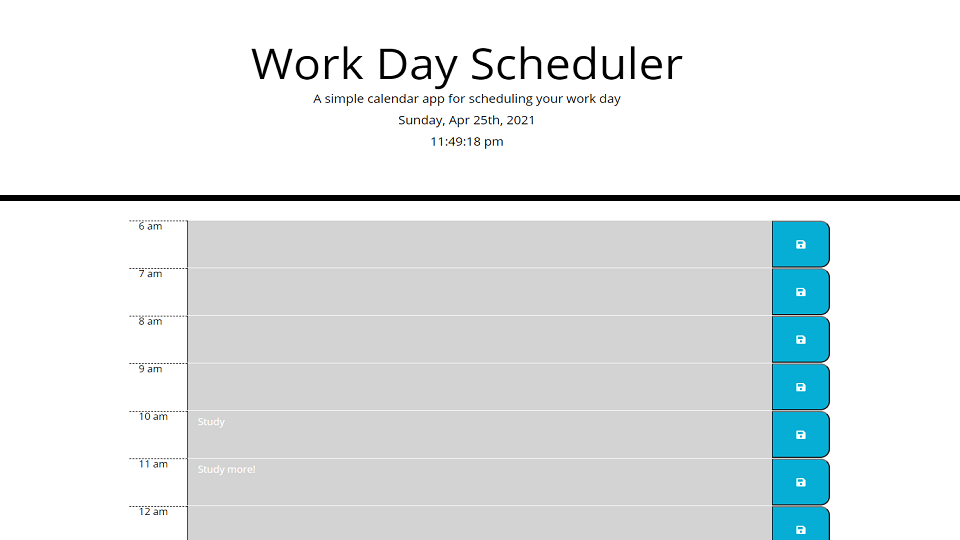 Work Day Scheduler
A simple calendar app for scheduling your work day
Sunday, Apr 25th, 2021
11:49:18 pm
6 am
7 am
8 am
9 am
10 am
Study
11 am
Study more!
12 am